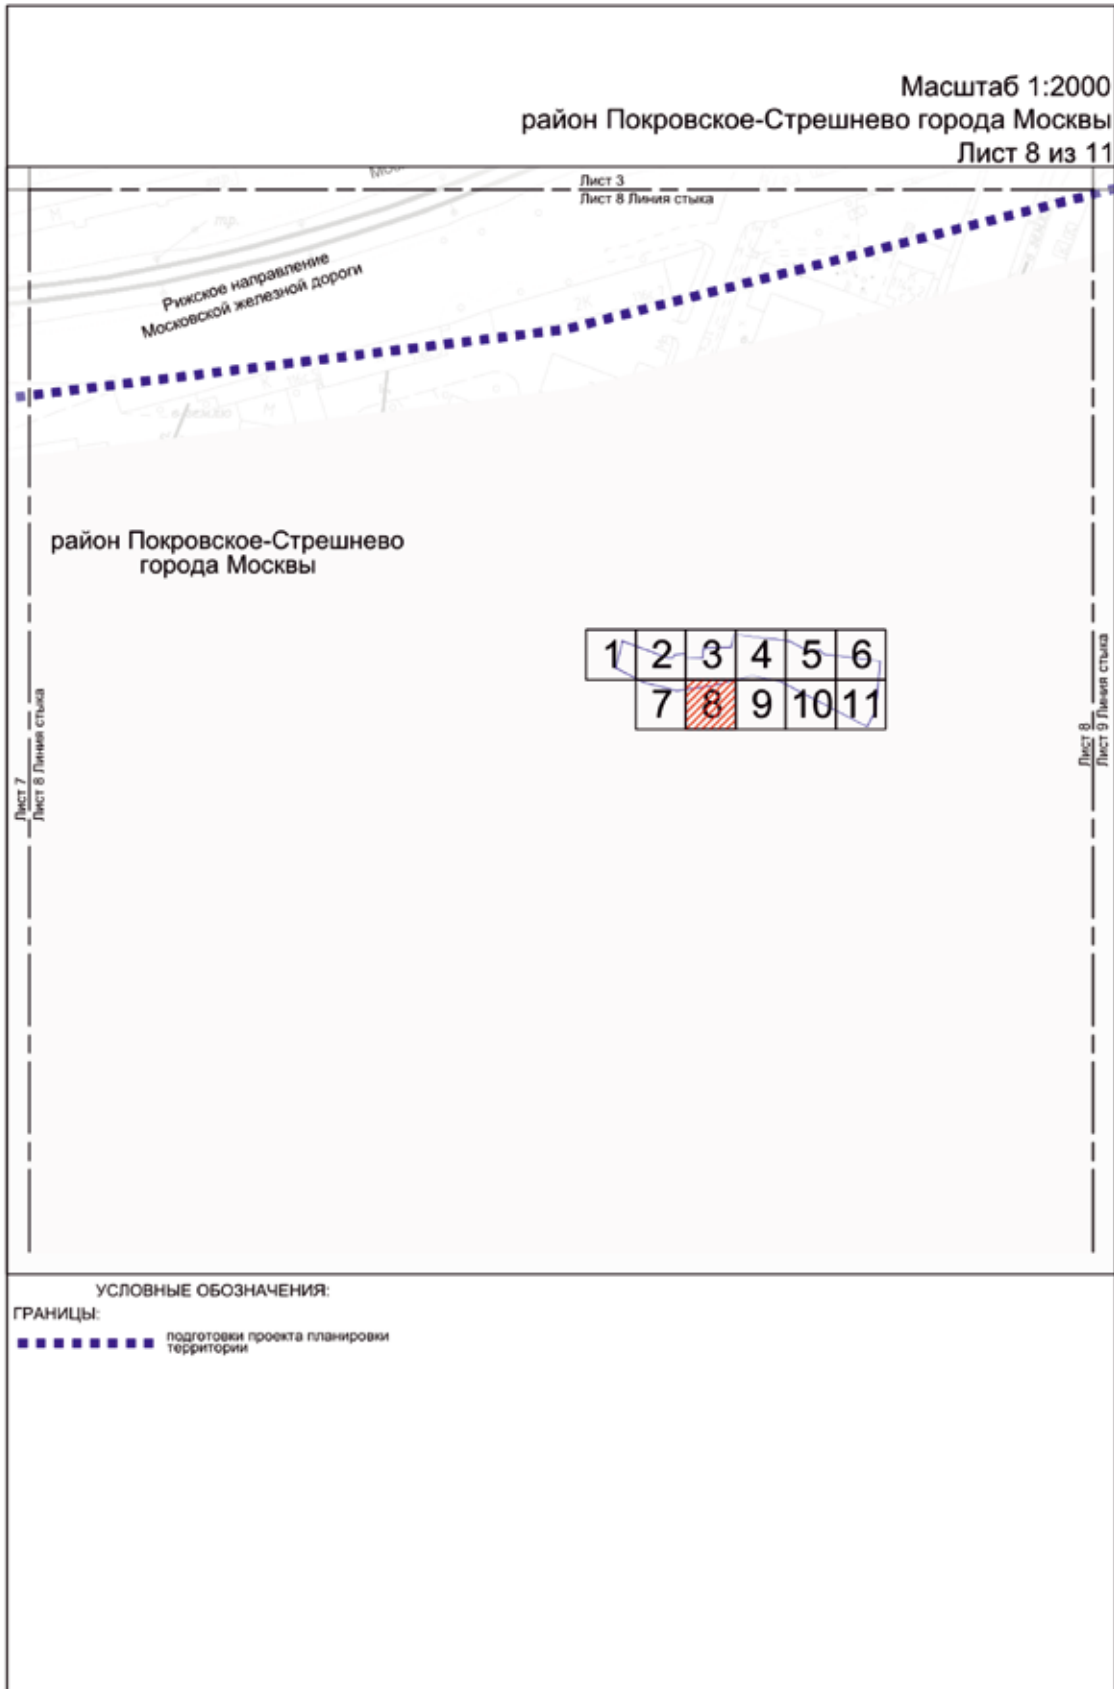 Масштаб 1:2000
район Покровское-Стрешнево города Москвы
Лист 8 из 11
Лист 3
Лист 8 Линия стыка
Рижское направление
Московской железной дороги
район Покровское-Стрешнево
города Москвы
1 2 3 4 5 6
7 8 9 10 11
Лист 7
Лист 8 Линия стыка
Лист 8
Лист 9 Линия стыка
УСЛОВНЫЕ ОБОЗНАЧЕНИЯ:
ГРАНИЦЫ:
подготовки проекта планировки
территории